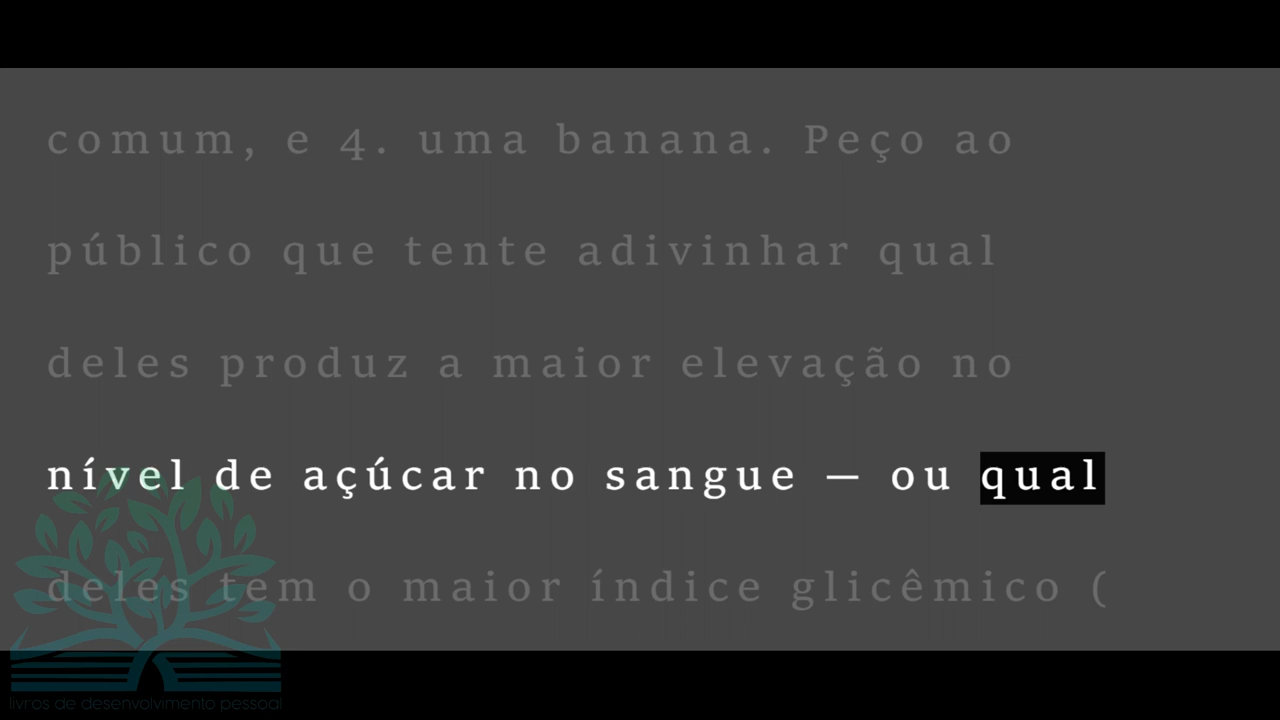 comum, e 4. uma banana. Peço ao
público que tente adivinhar qual
deles produz a maior elevação no
nível de açúcar no sangue — ou qual
deles tem o maior índice glicêmico (
livros de desenvolvimento pessoal